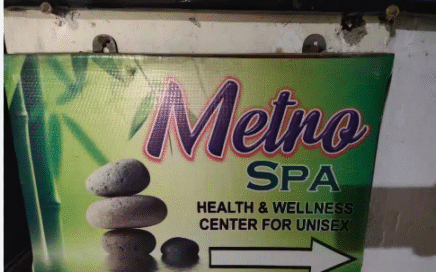 Metro
SPA
HEALTH & WELLNESS
CENTER FOR UNISEX